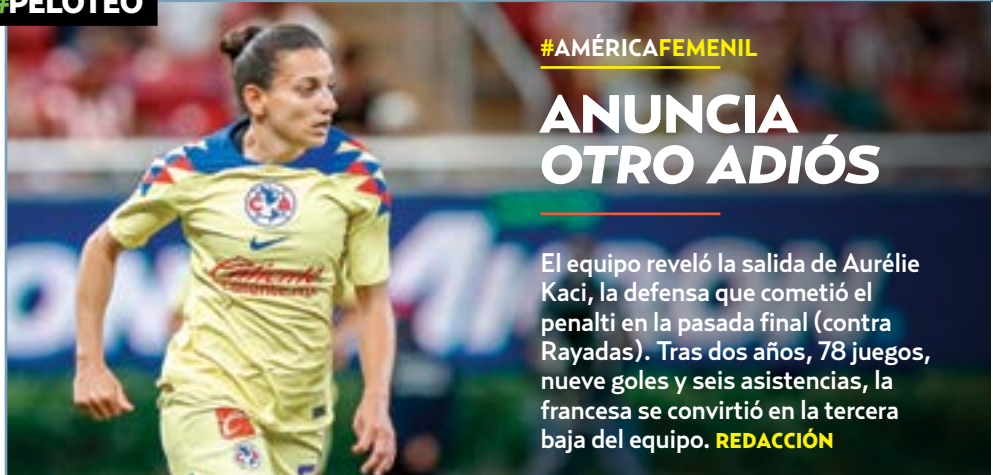 #PELOTEO
#AMÉRICAFEMENIL
ANUNCIA
OTRO ADIÓS
El equipo reveló la salida de Aurélie
Kaci, la defensa que cometió el
penalti en la pasada final (contra
Rayadas). Tras dos años, 78 juegos,
nueve goles y seis asistencias, la
francesa se convirtió en la tercera
baja del equipo. REDACCIÓN
CA
Caliente